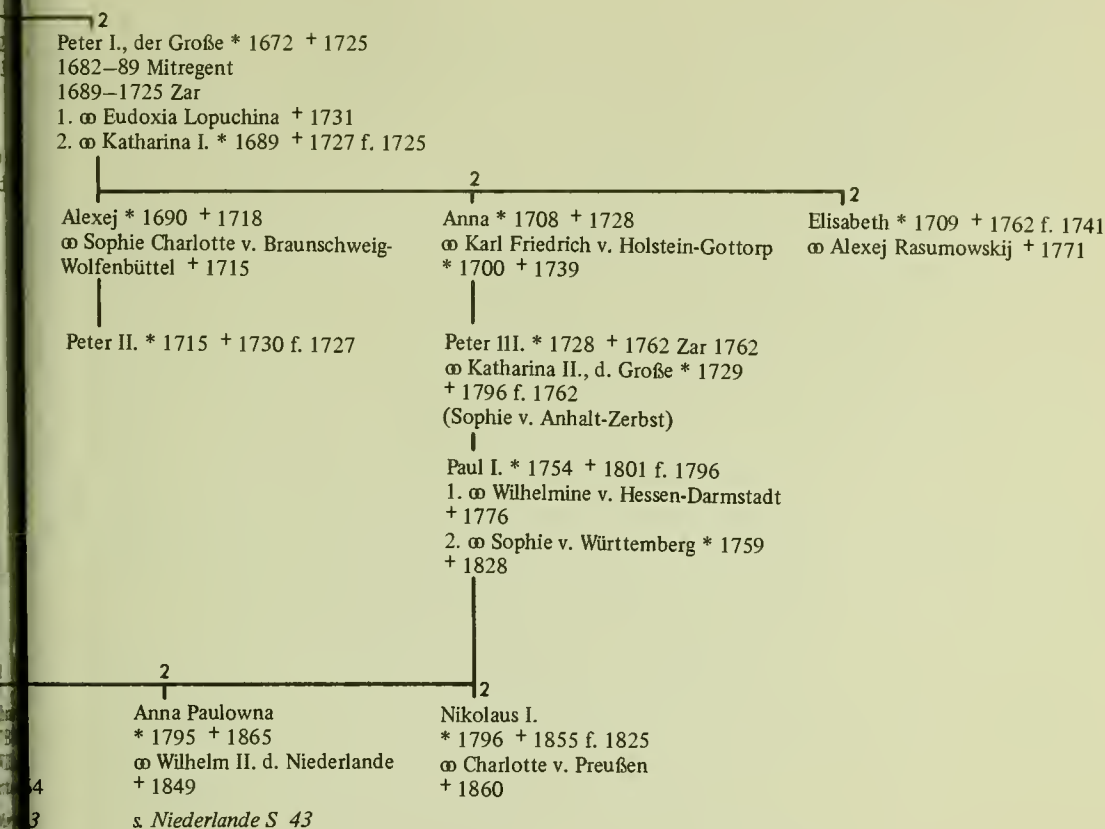 2
Peter I., der Große * 1672 + 1725
1682–89 Mitregent
1689–1725 Zar
1. ⚭ Eudoxia Lopuchina + 1731
2. ⚭ Katharina I. * 1689 + 1727 f. 1725
2
2
Alexej * 1690 + 1718
⚭ Sophie Charlotte v. Braunschweig-
Wolfenbüttel + 1715
Anna * 1708 + 1728
⚭ Karl Friedrich v. Holstein-Gottorp
* 1700 + 1739
Elisabeth * 1709 + 1762 f. 1741
⚭ Alexej Rasumowskij + 1771
Peter II. * 1715 + 1730 f. 1727
Peter III. * 1728 + 1762 Zar 1762
⚭ Katharina II., d. Große * 1729
+ 1796 f. 1762
(Sophie v. Anhalt-Zerbst)
Paul I. * 1754 + 1801 f. 1796
1. ⚭ Wilhelmine v. Hessen-Darmstadt
+ 1776
2. ⚭ Sophie v. Württemberg * 1759
+ 1828
2
2
Anna Paulowna
* 1795 + 1865
⚭ Wilhelm II. d. Niederlande
+ 1849
s. Niederlande S 43
Nikolaus I.
* 1796 + 1855 f. 1825
⚭ Charlotte v. Preußen
+ 1860